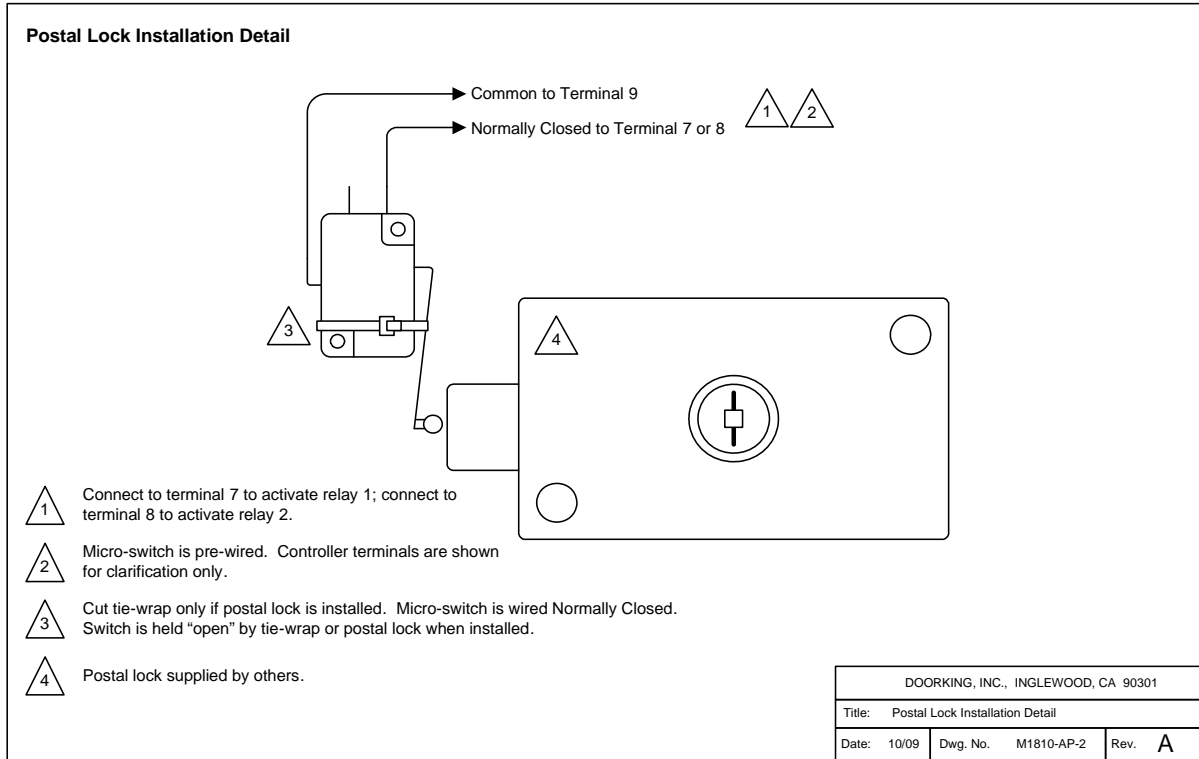 Postal Lock Installation Detail
Common to Terminal 9
Normally Closed to Terminal 7 or 8
1
2
3
4
1
Connect to terminal 7 to activate relay 1; connect to
terminal 8 to activate relay 2.
2
Micro-switch is pre-wired.  Controller terminals are shown
for clarification only.
3
Cut tie-wrap only if postal lock is installed.  Micro-switch is wired Normally Closed.
Switch is held “open” by tie-wrap or postal lock when installed.
4
Postal lock supplied by others.
DOORKING, INC.,  INGLEWOOD, CA  90301
Title: Postal Lock Installation Detail
Date: 10/09 Dwg. No. M1810-AP-2 Rev. A